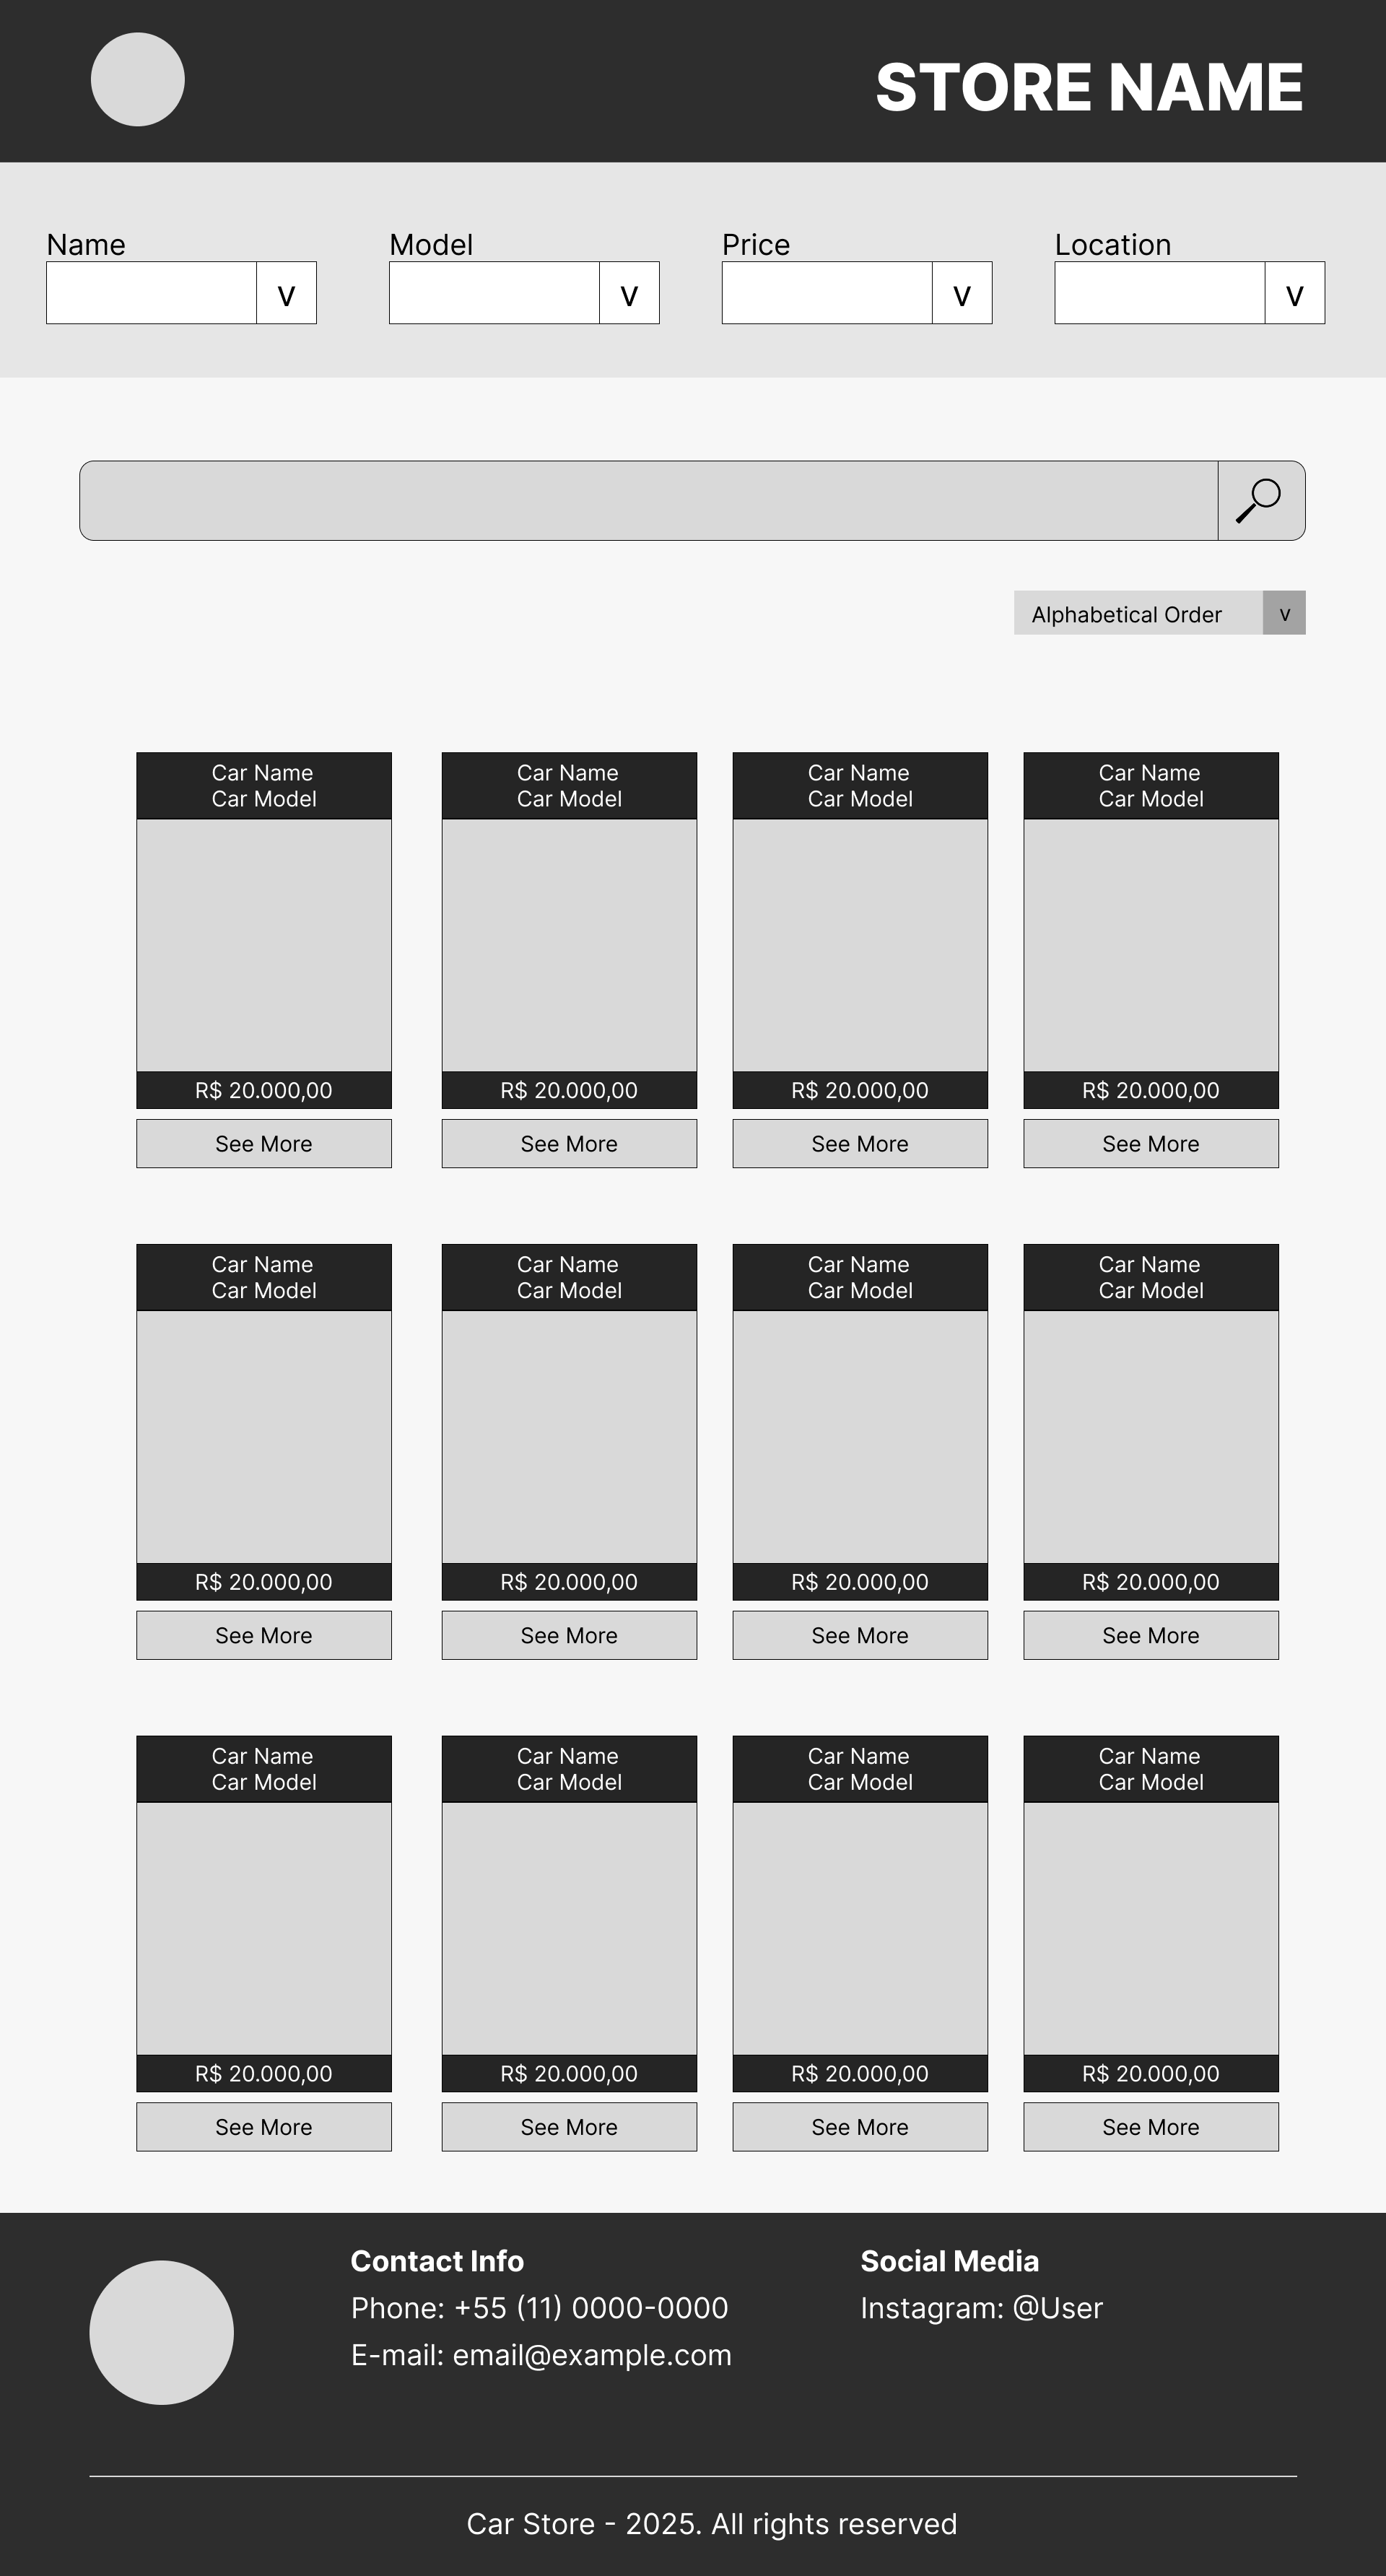 STORE NAME
Name
Model
Price
Location
v
v
v
v
Alphabetical Order
v
Car Name
Car Model
Car Name
Car Model
Car Name
Car Model
Car Name
Car Model
R$ 20.000,00
R$ 20.000,00
R$ 20.000,00
R$ 20.000,00
See More
See More
See More
See More
Car Name
Car Model
Car Name
Car Model
Car Name
Car Model
Car Name
Car Model
R$ 20.000,00
R$ 20.000,00
R$ 20.000,00
R$ 20.000,00
See More
See More
See More
See More
Car Name
Car Model
Car Name
Car Model
Car Name
Car Model
Car Name
Car Model
R$ 20.000,00
R$ 20.000,00
R$ 20.000,00
R$ 20.000,00
See More
See More
See More
See More
Contact Info
Phone: +55 (11) 0000-0000
E-mail: email@example.com
Social Media
Instagram: @User
Car Store - 2025. All rights reserved